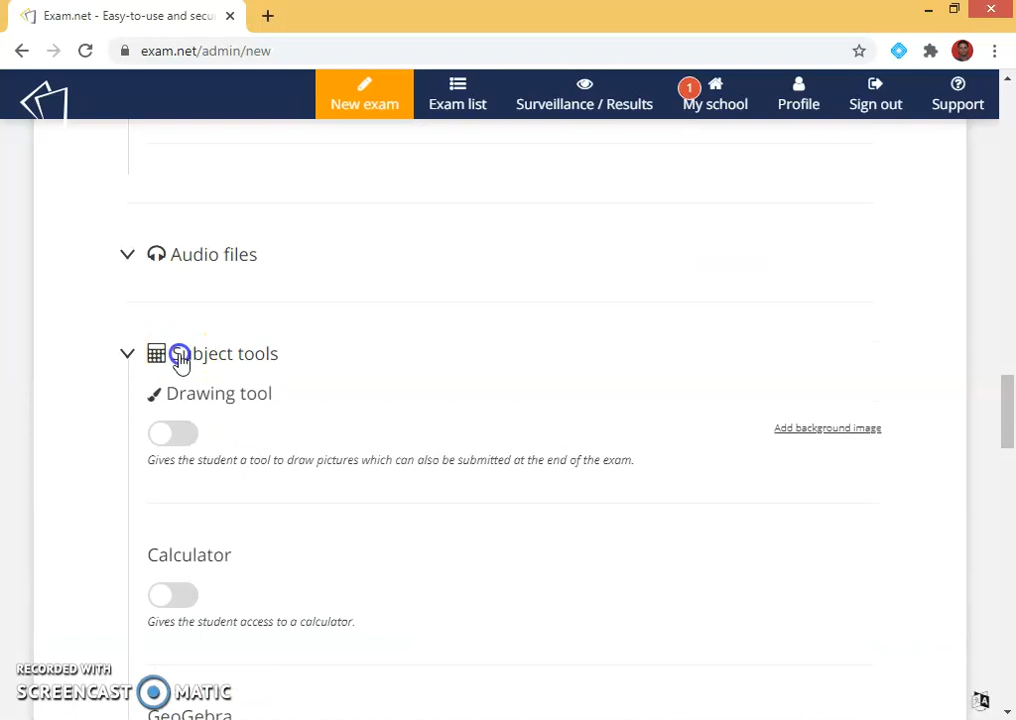 Exam.net - Easy-to-use and secu
exam.net/admin/new
New exam
Exam list
Surveillance / Results
1
My school
Profile
Sign out
Support
Audio files
Subject tools
Drawing tool
Add background image
Gives the student a tool to draw pictures which can also be submitted at the end of the exam.
Calculator
Gives the student access to a calculator.
RECORDED WITH
SCREENCAST MATIC
GeoGebra